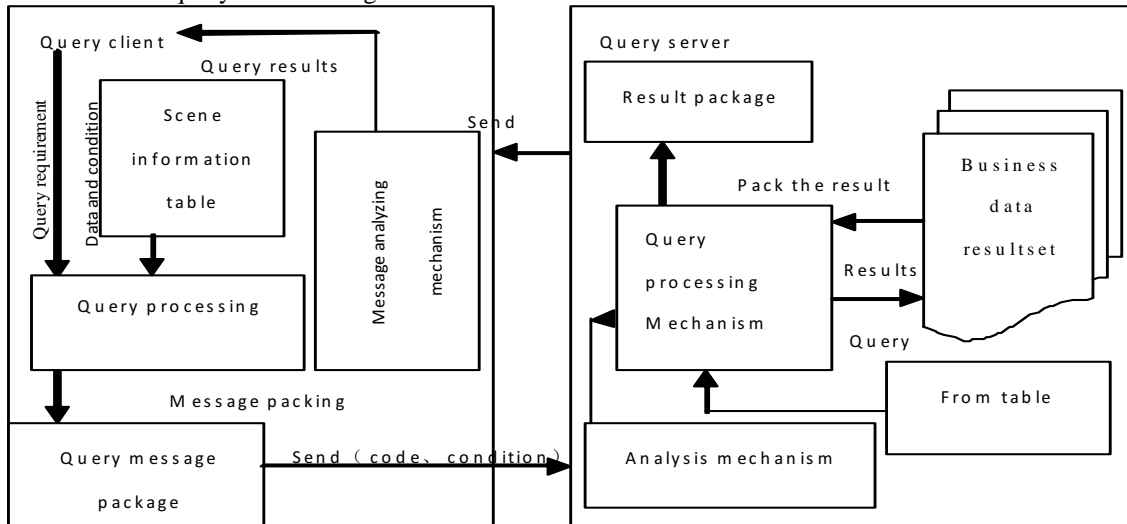 Query client
Query results
Query requirement
Data and condition
Scene
information
table
Message analyzing
mechanism
Query processing
Message packing
Query message
package
Send
Send（code、condition）
Query server
Result package
Pack the result
Business
data
resultset
Query
processing
Mechanism
Results
Query
From table
Analysis mechanism